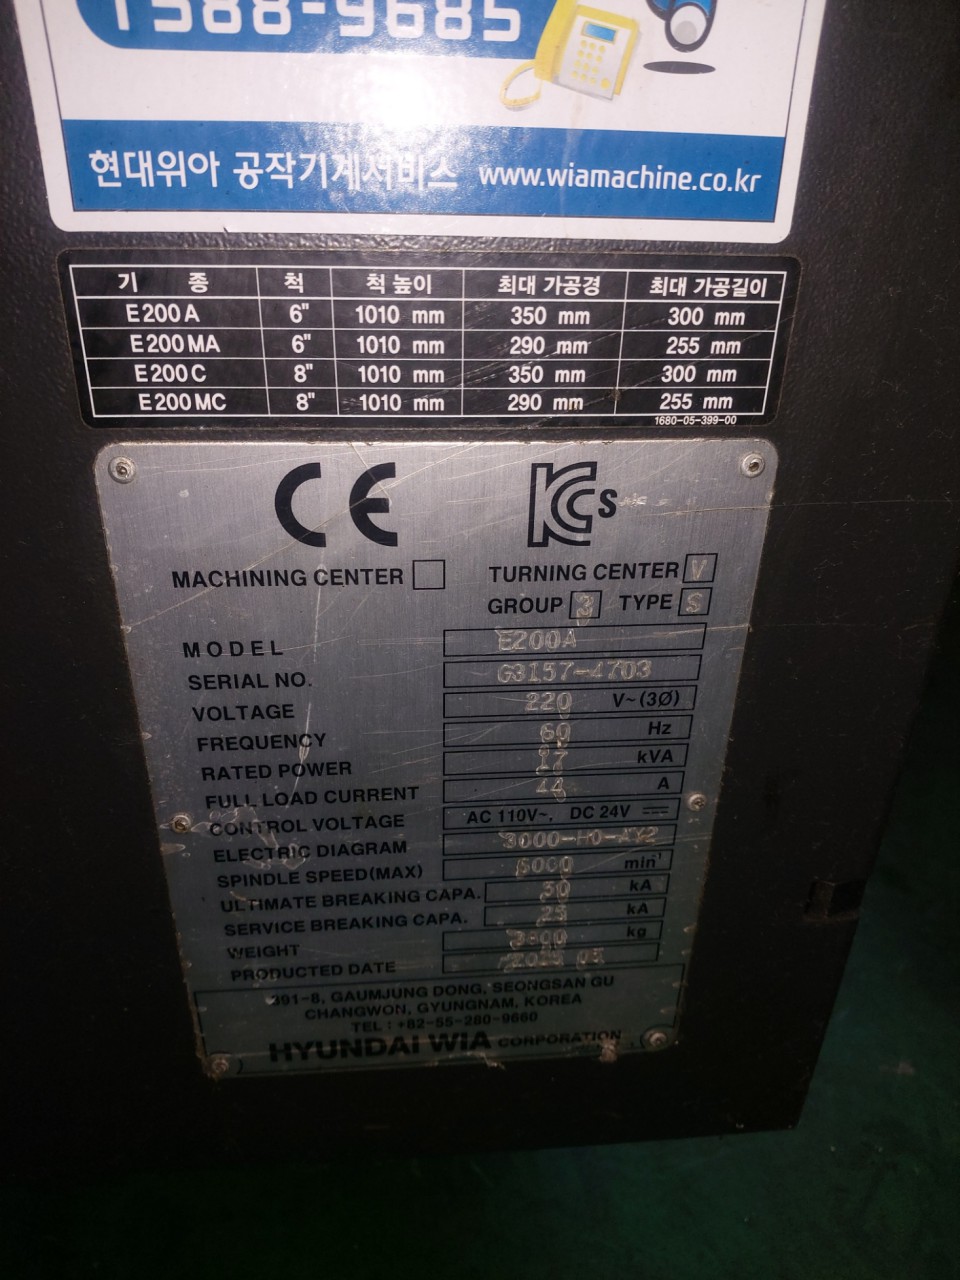 1588-9685
현대위아 공작기계서비스 www.wiamachine.co.kr
기 종 척 척 높이 최대 가공경 최대 가공길이
E200A 6" 1010 mm 350 mm 300 mm
E200MA 6" 1010 mm 290 mm 255 mm
E200C 8" 1010 mm 350 mm 300 mm
E200MC 8" 1010 mm 290 mm 255 mm
1680-05-399-00
CE KCs
MACHINING CENTER TURNING CENTER V
GROUP 3 TYPE S
MODEL E200A
SERIAL NO. G3157-4703
VOLTAGE 220 V~(3Ø)
FREQUENCY 60 Hz
RATED POWER 17 kVA
FULL LOAD CURRENT 44 A
CONTROL VOLTAGE AC 110V~, DC 24V
ELECTRIC DIAGRAM
SPINDLE SPEED(MAX) 6000 min⁻¹
ULTIMATE BREAKING CAPA. 30 kA
SERVICE BREAKING CAPA. 25 kA
WEIGHT kg
PRODUCTED DATE
391-8, GAUMJUNG DONG, SEONGSAN GU
CHANGWON, GYUNGNAM, KOREA
TEL : +82-55-280-9660
HYUNDAI WIA CORPORATION